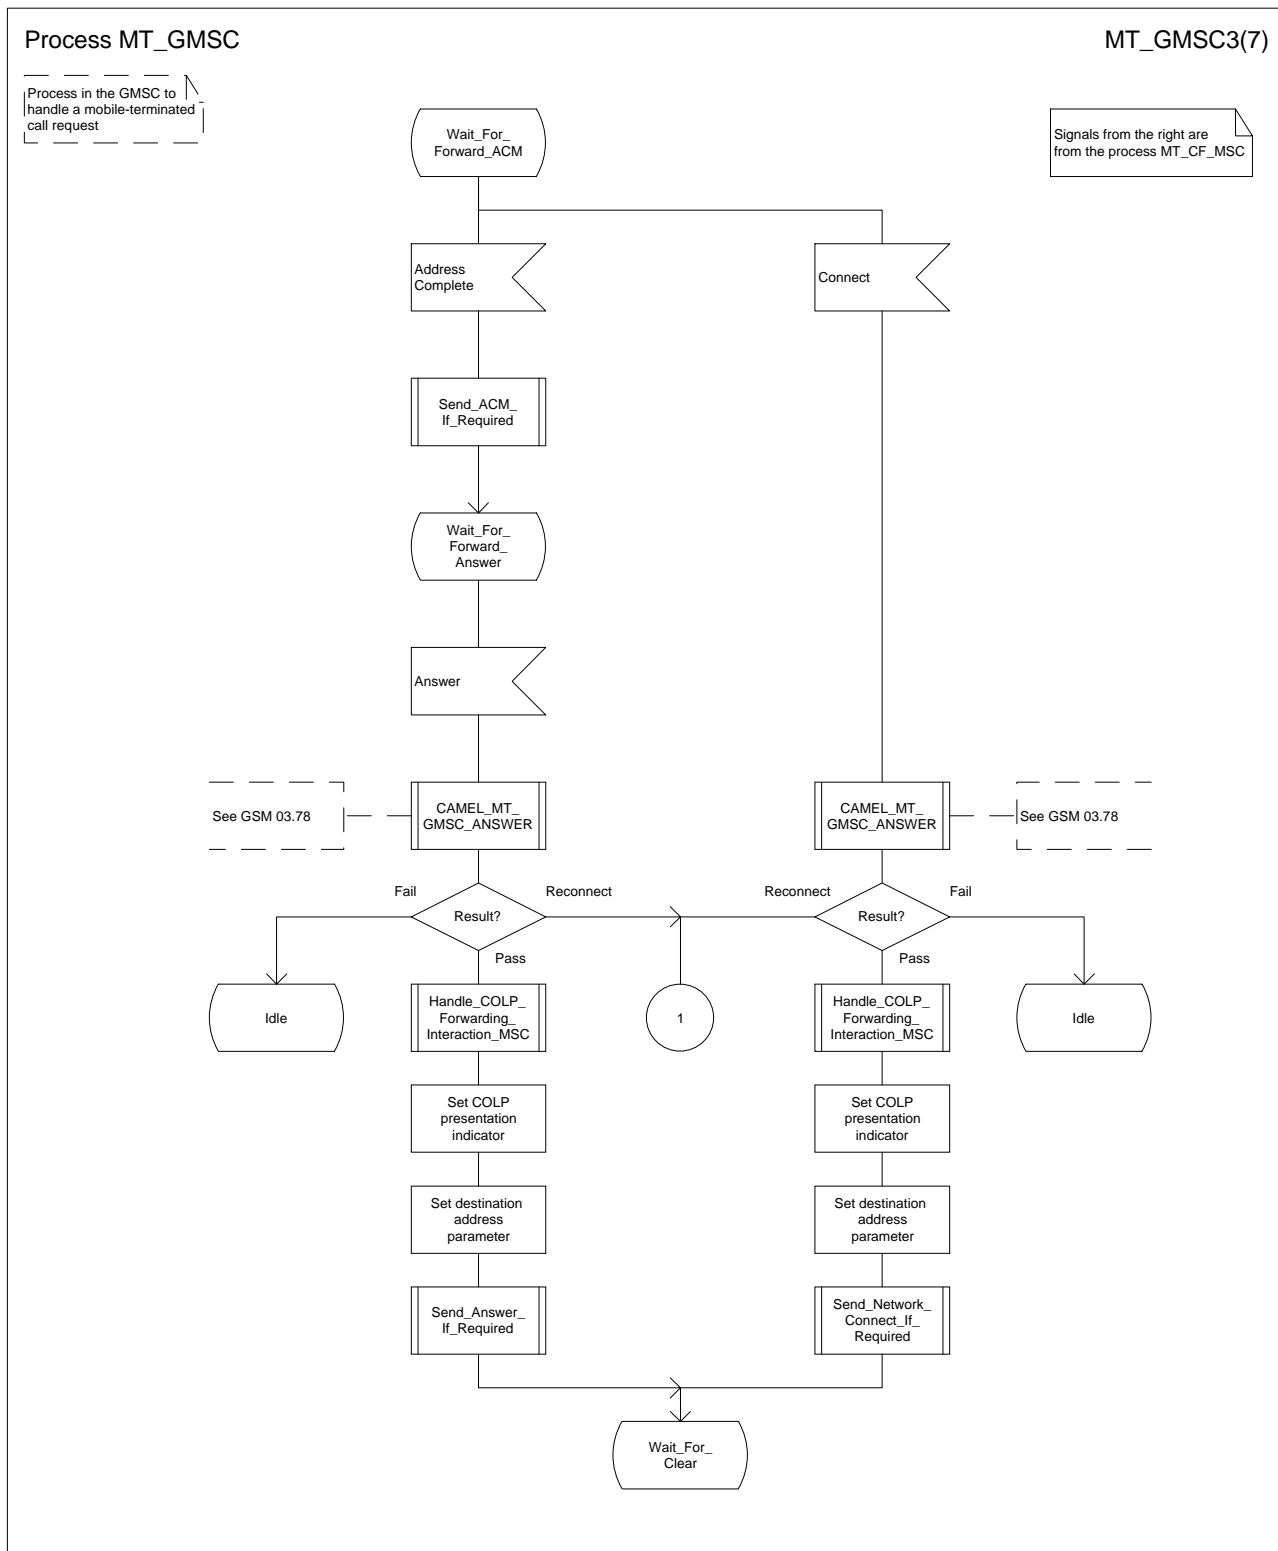 Process MT_GMSC
MT_GMSC3(7)
Process in the GMSC to
handle a mobile-terminated
call request
Signals from the right are
from the process MT_CF_MSC
Wait_For_
Forward_ACM
Address
Complete
Connect
Send_ACM_
If_Required
Wait_For_
Forward_
Answer
Answer
See GSM 03.78
CAMEL_MT_
GMSC_ANSWER
CAMEL_MT_
GMSC_ANSWER
See GSM 03.78
Fail
Reconnect
Reconnect
Fail
Result?
Result?
Pass
Pass
Idle
Handle_COLP_
Forwarding_
Interaction_MSC
1
Handle_COLP_
Forwarding_
Interaction_MSC
Idle
Set COLP
presentation
indicator
Set COLP
presentation
indicator
Set destination
address
parameter
Set destination
address
parameter
Send_Answer_
If_Required
Send_Network_
Connect_If_
Required
Wait_For_
Clear